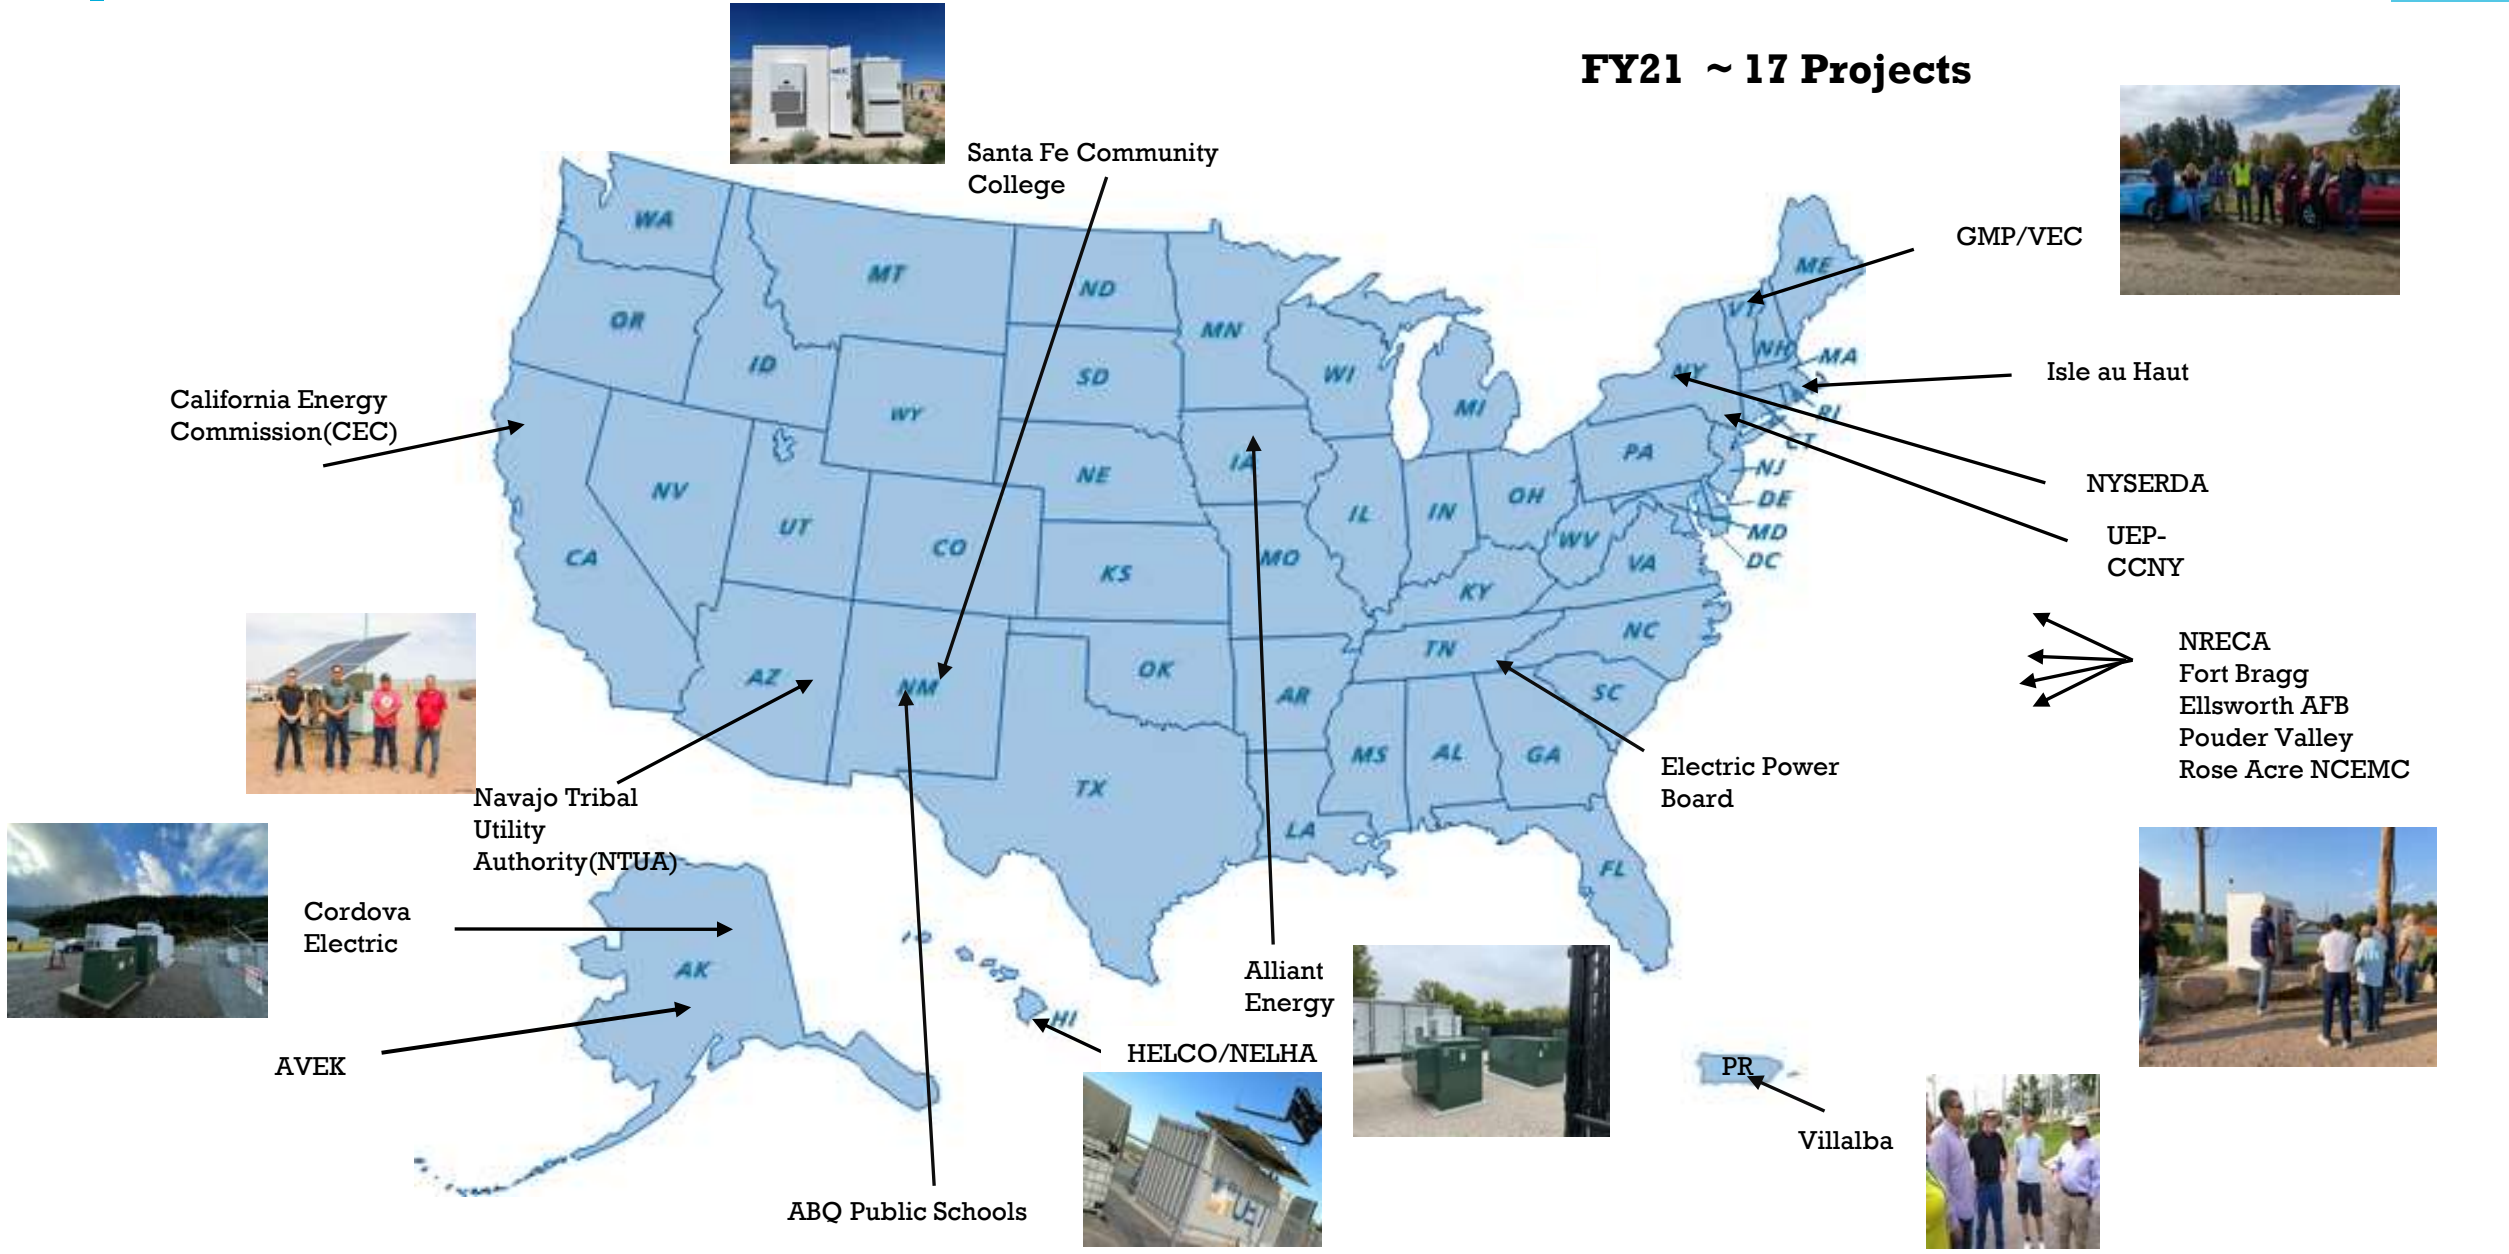 FY21 ~ 17 Projects
Santa Fe Community
College
GMP/VEC
Isle au Haut
California Energy
Commission(CEC)
NYSERDA
UEP-
CCNY
NRECA
Fort Bragg
Ellsworth AFB
Pouder Valley
Rose Acre NCEMC
Electric Power
Board
Navajo Tribal
Utility
Authority(NTUA)
Cordova
Electric
AVEK
Alliant
Energy
HELCO/NELHA
ABQ Public Schools
Villalba
PR
WA
MT
ND
MN
ME
VT
NH
MA
OR
ID
SD
WI
NY
WY
MI
RI
CT
IA
NE
PA
NJ
NV
UT
CO
IL
IN
OH
DE
MD
DC
WV
VA
CA
KS
MO
KY
NC
TN
AZ
NM
OK
AR
SC
TX
MS
AL
GA
LA
FL
AK
HI